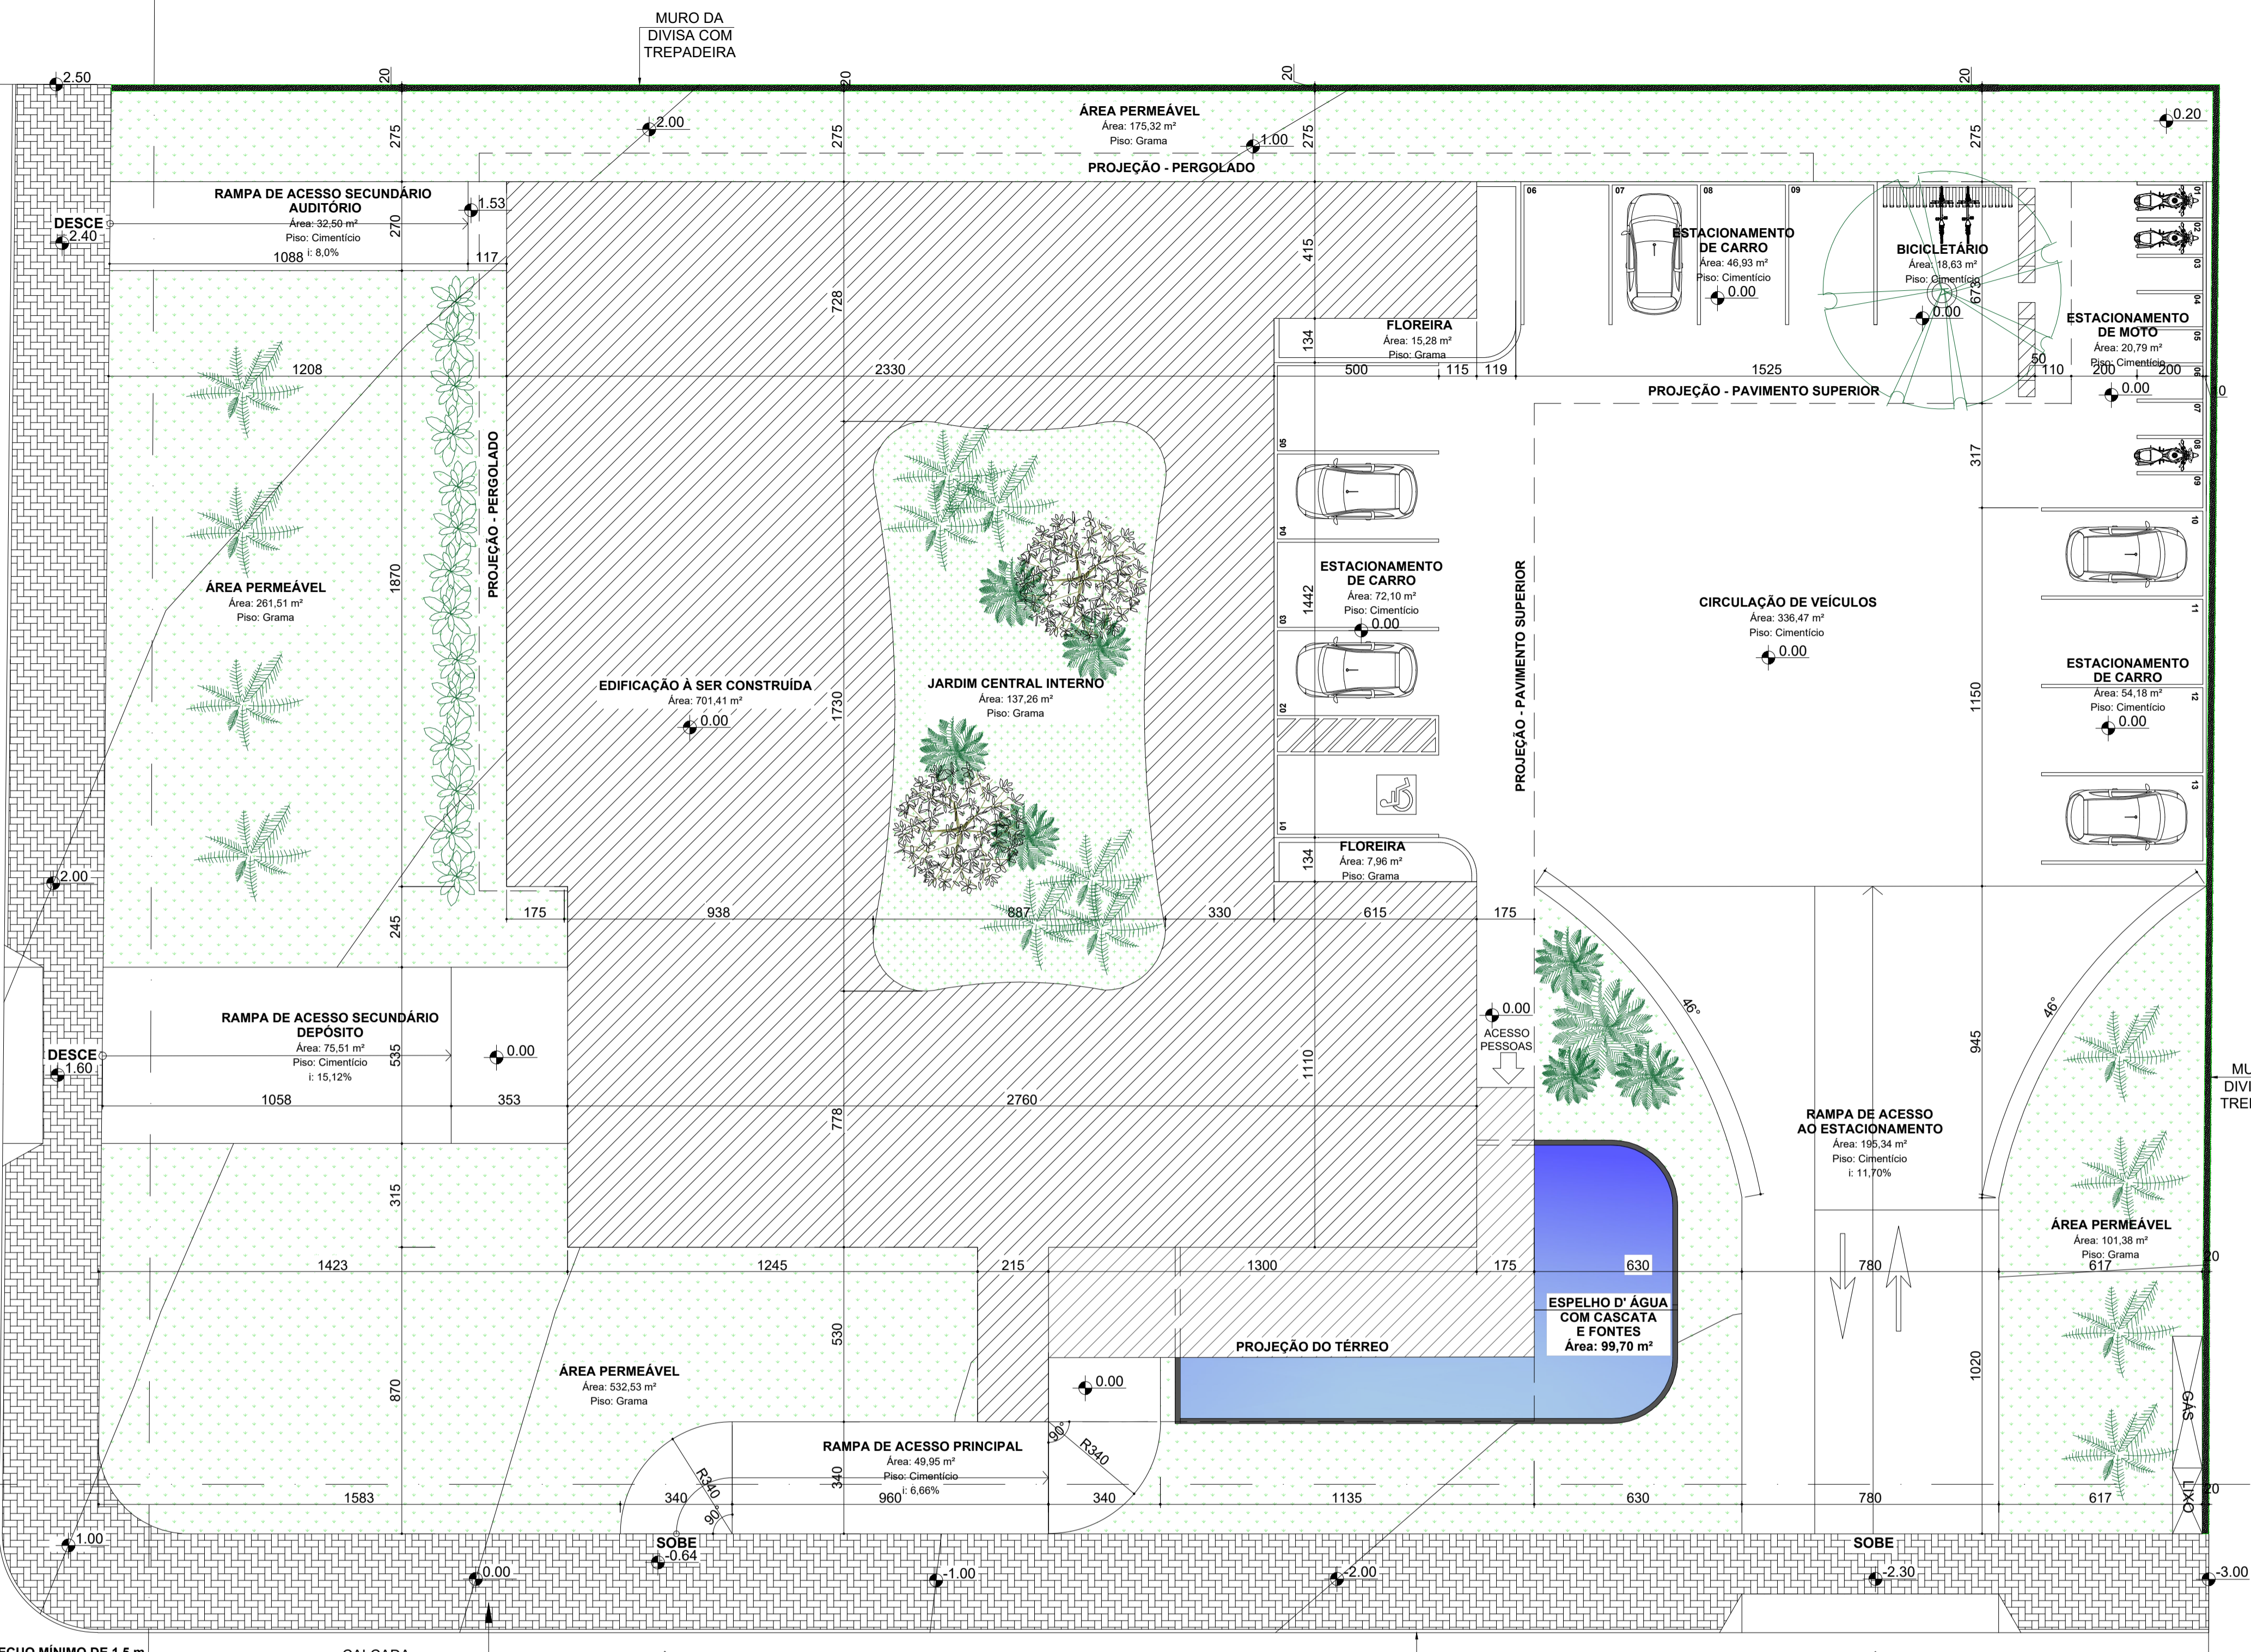 MURO DA
DIVISA COM
TREPADEIRA
2.50
20
20
20
20
275
2.00
275
ÁREA PERMEÁVEL
Área: 175,32 m²
Piso: Grama
1.00
275
275
0.20
PROJEÇÃO - PERGOLADO
RAMPA DE ACESSO SECUNDÁRIO
AUDITÓRIO
Área: 32,50 m²
Piso: Cimentício
i: 8,0%
DESCE
2.40
270
1.53
1088
117
728
415
06
07
08
09
ESTACIONAMENTO
DE CARRO
Área: 46,93 m²
Piso: Cimentício
0.00
BICICLETÁRIO
Área: 18,63 m²
Piso: Cimentício
673
0.00
01
02
03
04
05
06
07
08
09
ESTACIONAMENTO
DE MOTO
Área: 20,79 m²
Piso: Cimentício
0.00
FLOREIRA
Área: 15,28 m²
Piso: Grama
134
1208
2330
500
115
119
1525
50
110
200
200
PROJEÇÃO - PAVIMENTO SUPERIOR
317
PROJEÇÃO - PERGOLADO
1870
ÁREA PERMEÁVEL
Área: 261,51 m²
Piso: Grama
EDIFICAÇÃO À SER CONSTRUÍDA
Área: 701,41 m²
0.00
1730
JARDIM CENTRAL INTERNO
Área: 137,26 m²
Piso: Grama
05
04
03
02
01
ESTACIONAMENTO
DE CARRO
Área: 72,10 m²
Piso: Cimentício
0.00
1442
PROJEÇÃO - PAVIMENTO SUPERIOR
CIRCULAÇÃO DE VEÍCULOS
Área: 336,47 m²
Piso: Cimentício
0.00
1150
10
11
12
13
ESTACIONAMENTO
DE CARRO
Área: 54,18 m²
Piso: Cimentício
0.00
FLOREIRA
Área: 7,96 m²
Piso: Grama
134
2.00
245
175
938
887
330
615
175
RAMPA DE ACESSO SECUNDÁRIO
DEPÓSITO
Área: 75,51 m²
Piso: Cimentício
i: 15,12%
DESCE
1.60
535
0.00
1058
353
778
2760
1110
0.00
ACESSO
PESSOAS
46°
46°
945
RAMPA DE ACESSO
AO ESTACIONAMENTO
Área: 195,34 m²
Piso: Cimentício
i: 11,70%
315
ÁREA PERMEÁVEL
Área: 101,38 m²
Piso: Grama
1423
1245
215
1300
175
630
780
617
20
ESPELHO D' ÁGUA
COM CASCATA
E FONTES
Área: 99,70 m²
PROJEÇÃO DO TÉRREO
530
870
1020
ÁREA PERMEÁVEL
Área: 532,53 m²
Piso: Grama
0.00
GÁS
LIXO
RAMPA DE ACESSO PRINCIPAL
Área: 49,95 m²
Piso: Cimentício
i: 6,66%
340
R340
90°
90°
R340
1583
340
960
340
1135
630
780
617
20
1.00
SOBE
-0.64
SOBE
0.00
-1.00
-2.00
-2.30
-3.00